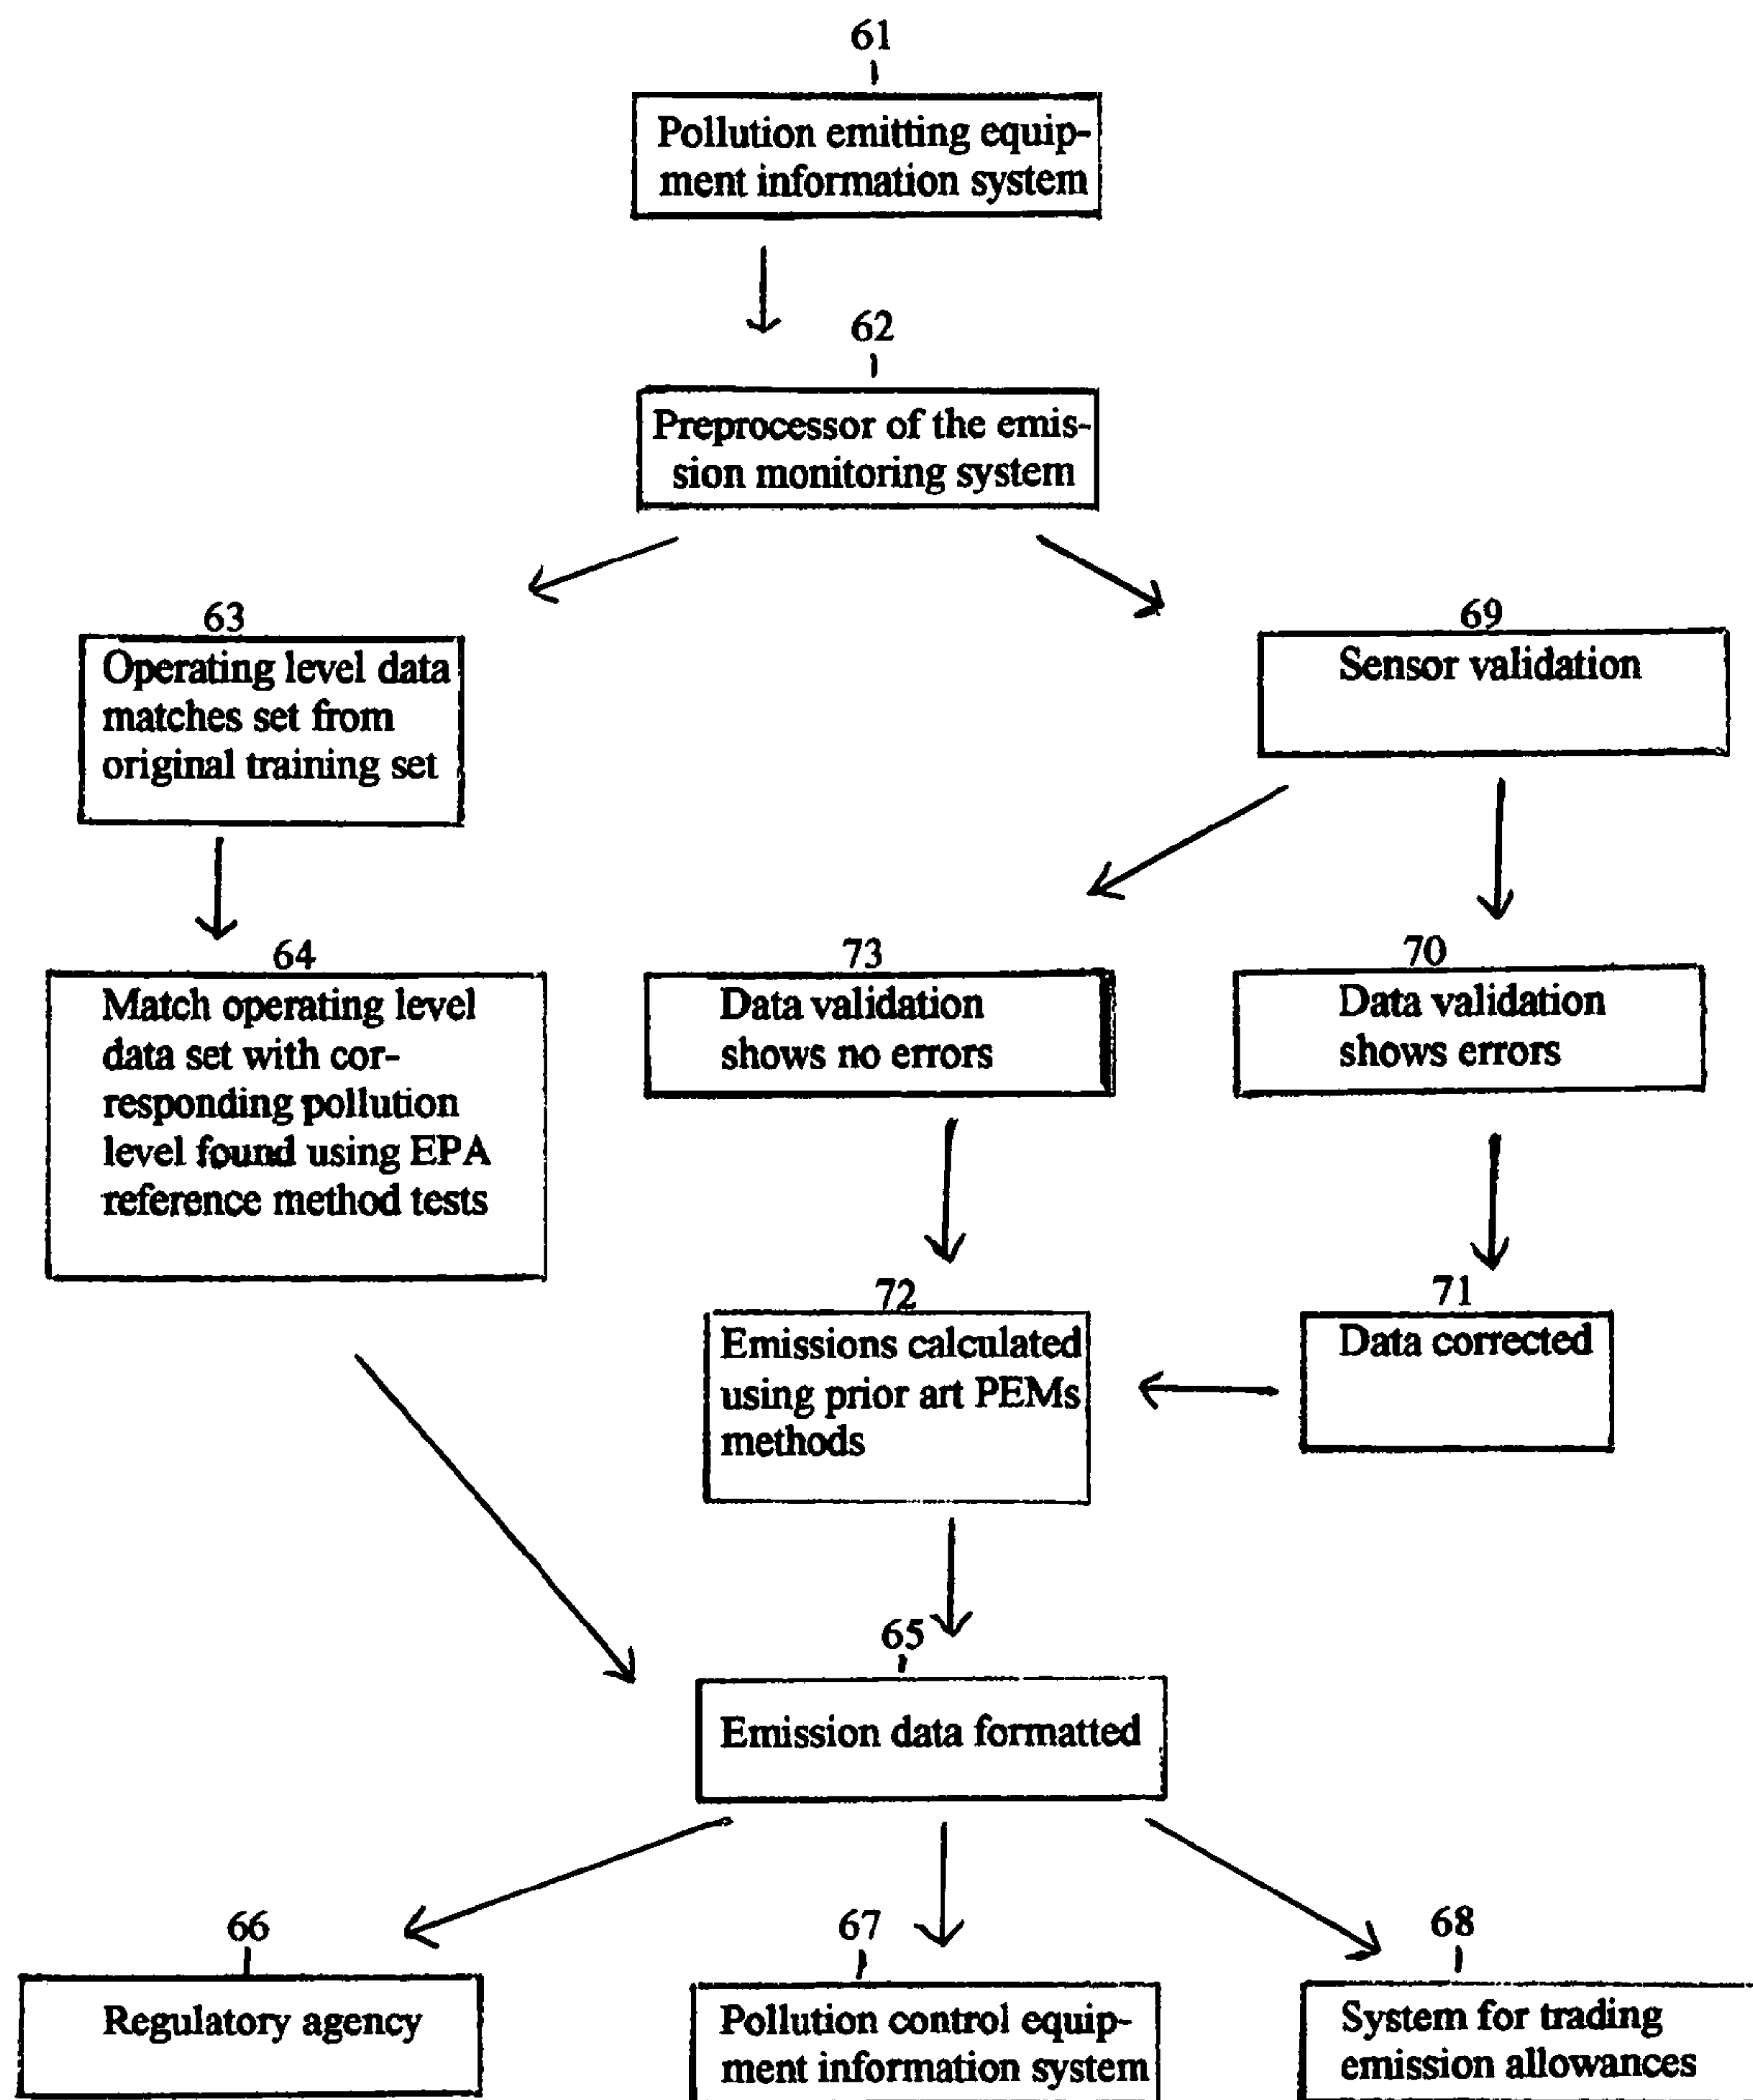 61
Pollution emitting equip-
ment information system
62
Preprocessor of the emis-
sion monitoring system
63
Operating level data
matches set from
original training set
69
Sensor validation
64
Match operating level
data set with cor-
responding pollution
level found using EPA
reference method tests
73
Data validation
shows no errors
70
Data validation
shows errors
72
Emissions calculated
using prior art PEMs
methods
71
Data corrected
65
Emission data formatted
66
Regulatory agency
67
Pollution control equip-
ment information system
68
System for trading
emission allowances